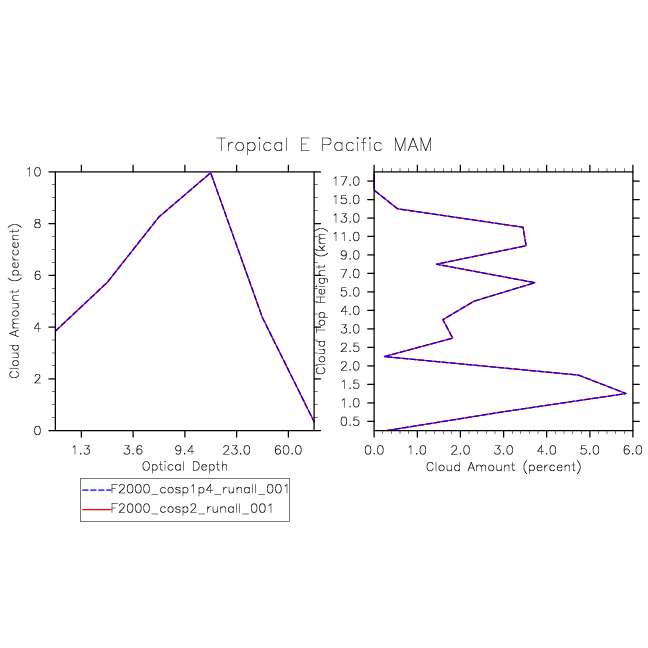 Tropical E Pacific MAM
Cloud Amount (percent)
10
8
6
4
2
0
1.3 3.6 9.4 23.0 60.0
Optical Depth
Cloud Top Height (km)
17.0
15.0
13.0
11.0
9.0
7.0
5.0
4.0
3.0
2.5
2.0
1.5
1.0
0.5
0.0 1.0 2.0 3.0 4.0 5.0 6.0
Cloud Amount (percent)
F2000_cosp1p4_runall_001
F2000_cosp2_runall_001